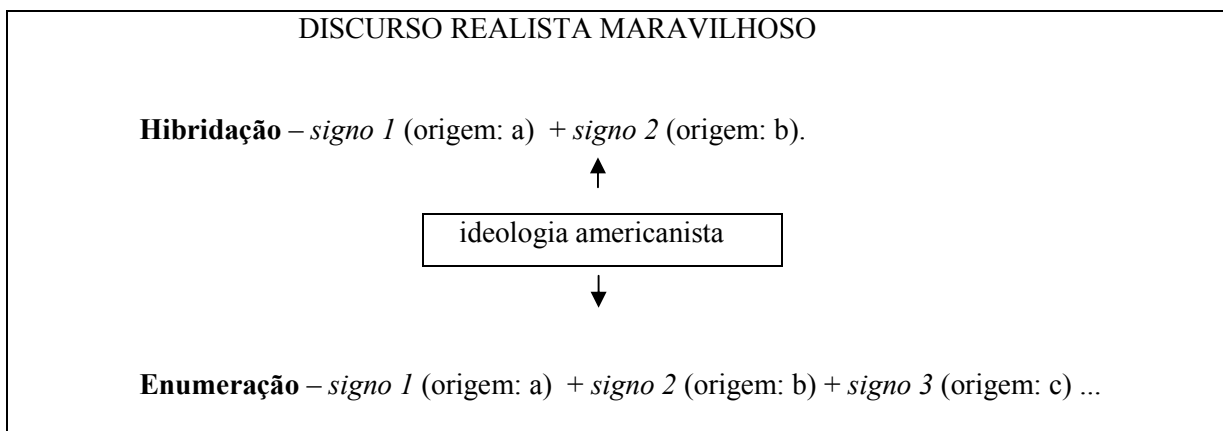 DISCURSO REALISTA MARAVILHOSO
Hibridação – signo 1 (origem: a) + signo 2 (origem: b).
ideologia americanista
Enumeração – signo 1 (origem: a) + signo 2 (origem: b) + signo 3 (origem: c) ...